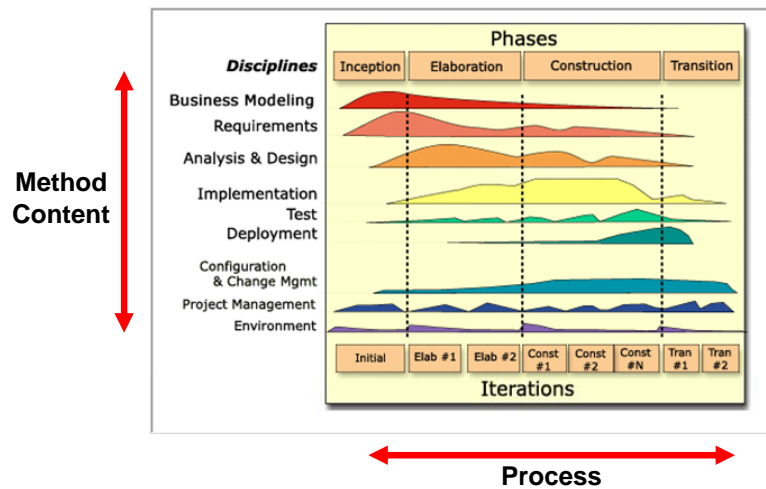 Phases
Disciplines
Inception
Elaboration
Construction
Transition
Business Modeling
Requirements
Analysis & Design
Method
Content
Implementation
Test
Deployment
Configuration
& Change Mgmt
Project Management
Environment
Initial
Elab #1
Elab #2
Const
#1
Const
#2
Const
#N
Tran
#1
Tran
#2
Iterations
Process